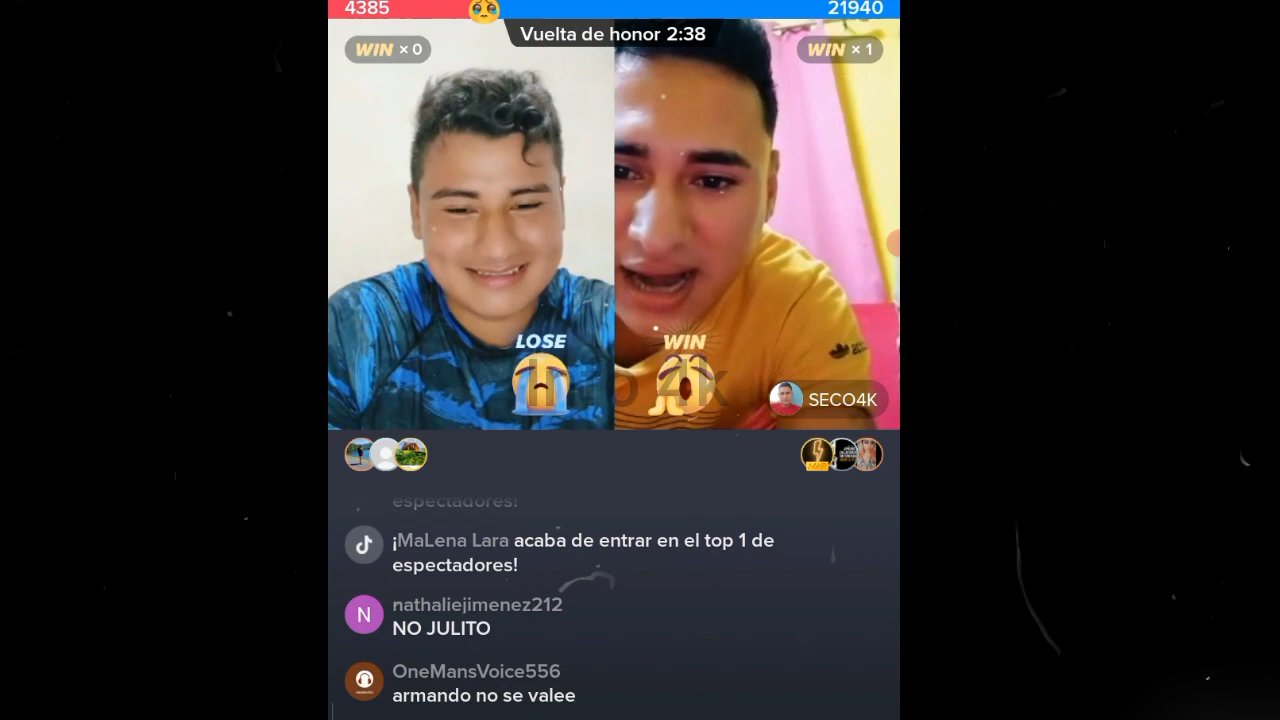 4385
21940
Vuelta de honor 2:38
WIN × 0
WIN × 1
LOSE
WIN
SECO4K
espectadores!
¡MaLena Lara acaba de entrar en el top 1 de
espectadores!
N
nathaliejimenez212
NO JULITO
OneMansVoice556
armando no se valee